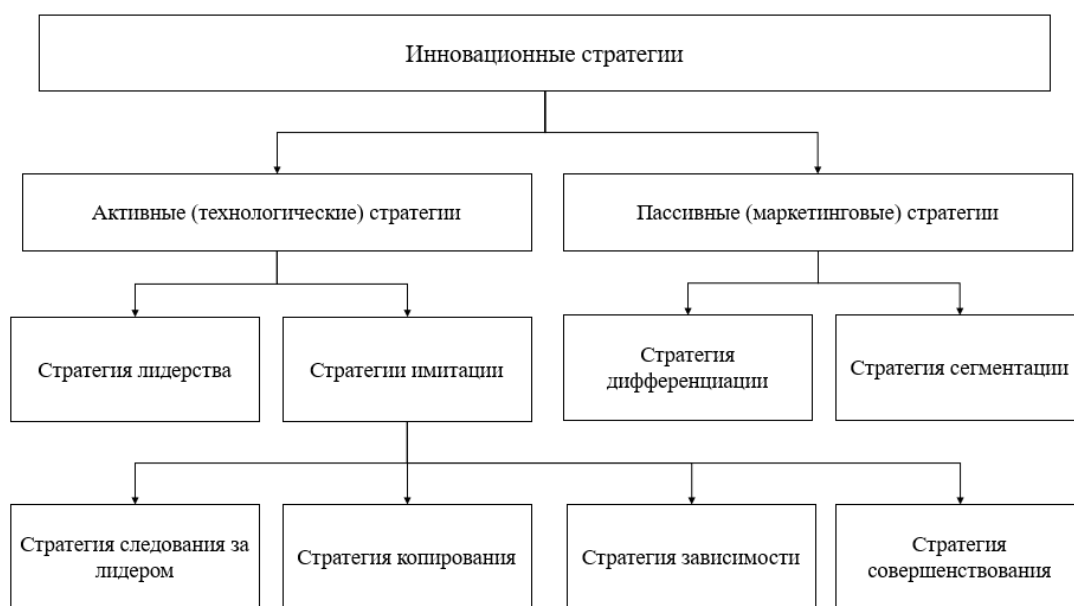 Инновационные стратегии
Активные (технологические) стратегии
Пассивные (маркетинговые) стратегии
Стратегия лидерства
Стратегии имитации
Стратегия
дифференциации
Стратегия сегментации
Стратегия следования за
лидером
Стратегия копирования
Стратегия зависимости
Стратегия
совершенствования